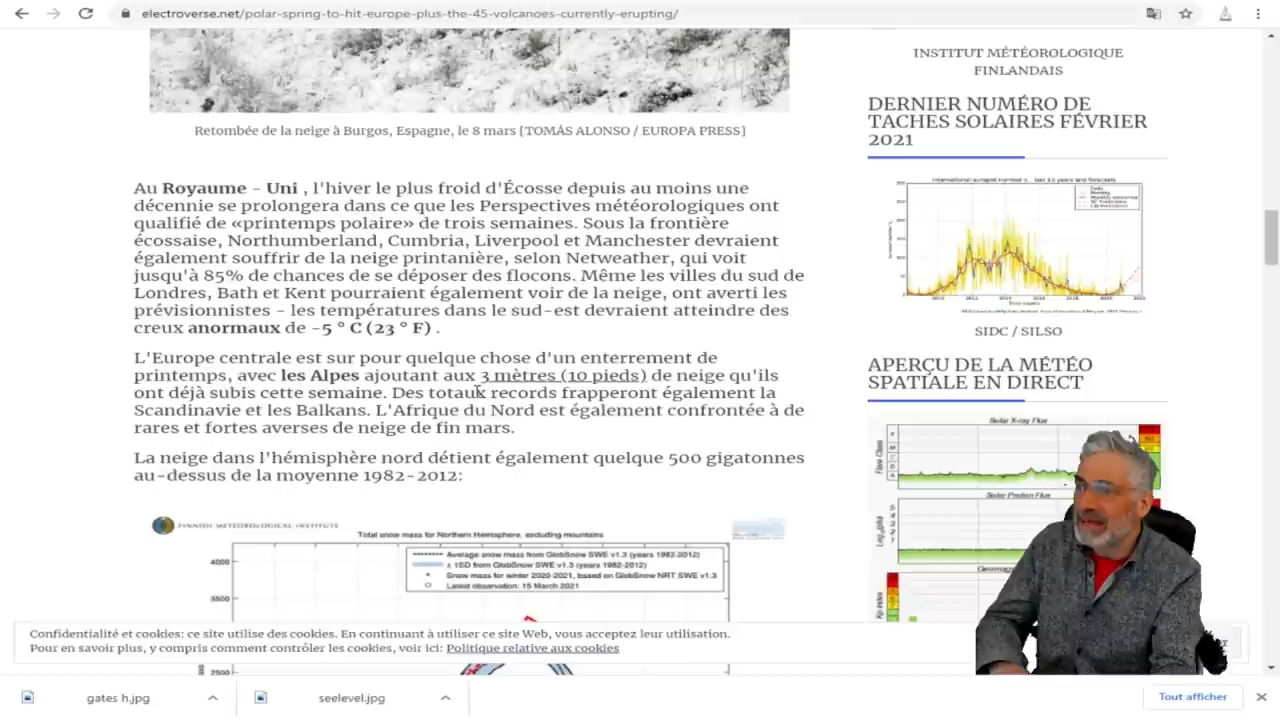 electroverse.net/polar-spring-to-hit-europe-plus-the-45-volcanoes-currently-erupting/
Retombée de la neige à Burgos, Espagne, le 8 mars [TOMÁS ALONSO / EUROPA PRESS]
Au Royaume - Uni , l'hiver le plus froid d'Écosse depuis au moins une
décennie se prolongera dans ce que les Perspectives météorologiques ont
qualifié de «printemps polaire» de trois semaines. Sous la frontière
écossaise, Northumberland, Cumbria, Liverpool et Manchester devraient
également souffrir de la neige printanière, selon Netweather, qui voit
jusqu'à 85% de chances de se déposer des flocons. Même les villes du sud de
Londres, Bath et Kent pourraient également voir de la neige, ont averti les
prévisionnistes - les températures dans le sud-est devraient atteindre des
creux anormaux de -5 ° C (23 ° F) .
L'Europe centrale est sur pour quelque chose d'un enterrement de
printemps, avec les Alpes ajoutant aux 3 mètres (10 pieds) de neige qu'ils
ont déjà subis cette semaine. Des totaux records frapperont également la
Scandinavie et les Balkans. L'Afrique du Nord est également confrontée à de
rares et fortes averses de neige de fin mars.
La neige dans l'hémisphère nord détient également quelque 500 gigatonnes
au-dessus de la moyenne 1982-2012:
FINNISH METEOROLOGICAL INSTITUTE
Total snow mass for Northern Hemisphere, excluding mountains
Average snow mass from GlobSnow SWE v1.3 (years 1982-2012)
± 1SD from GlobSnow SWE v1.3 (years 1982-2012)
Snow mass for winter 2020-2021, based on GlobSnow NRT SWE v1.3
Latest observation: 15 March 2021
4000
3500
2500
INSTITUT MÉTÉOROLOGIQUE
FINLANDAIS
DERNIER NUMÉRO DE
TACHES SOLAIRES FÉVRIER
2021
SIDC / SILSO
APERÇU DE LA MÉTÉO
SPATIALE EN DIRECT
Solar X-ray Flux
Solar Proton Flux
Kp index
Confidentialité et cookies: ce site utilise des cookies. En continuant à utiliser ce site Web, vous acceptez leur utilisation.
Pour en savoir plus, y compris comment contrôler les cookies, voir ici: Politique relative aux cookies
gates h.jpg
seelevel.jpg
Tout afficher